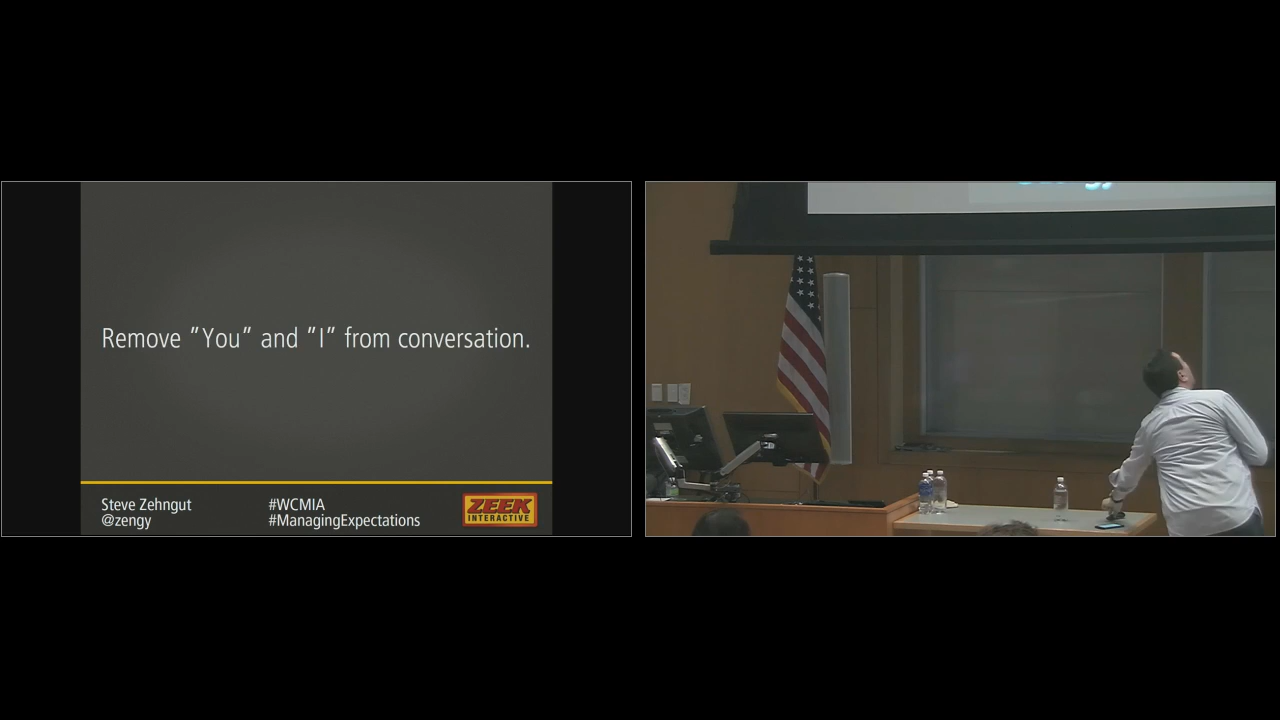 Remove "You" and "I" from conversation.
Steve Zehngut
@zengy
#WCMIA
#ManagingExpectations
ZEEK
INTERACTIVE